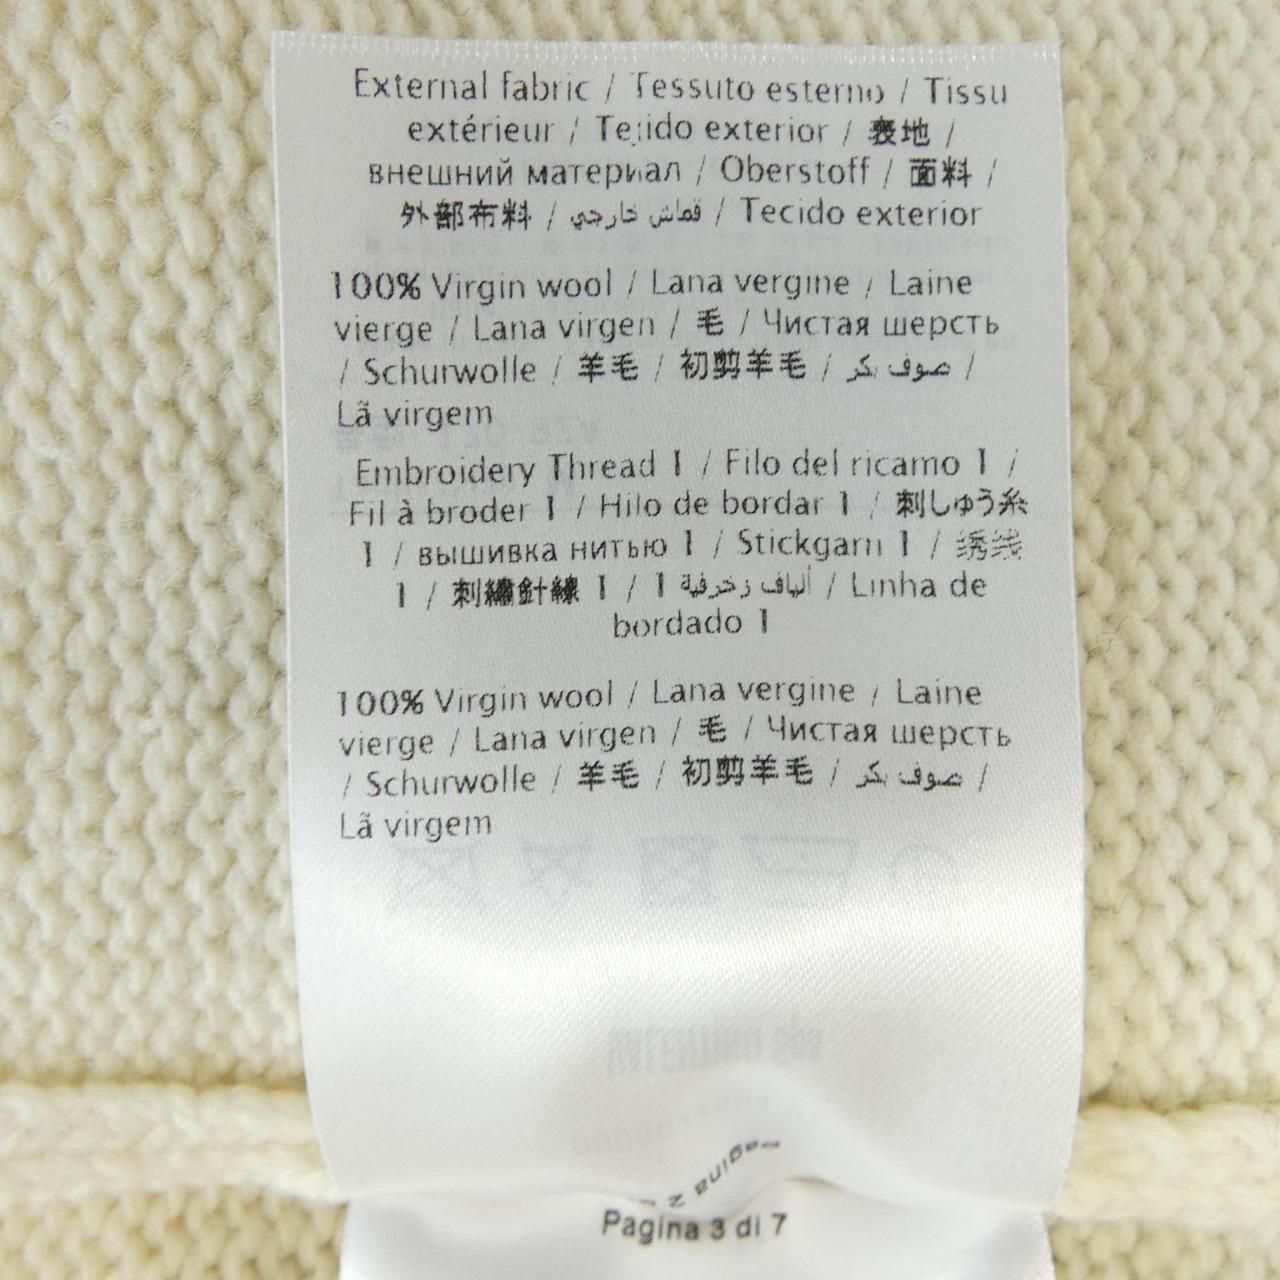 External fabric / Tessuto esterno / Tissu
extérieur / Tejido exterior / 表地 /
внешний материал / Oberstoff / 面料 /
外部布料 / قماش خارجي / Tecido exterior
100% Virgin wool / Lana vergine / Laine
vierge / Lana virgen / 毛 / Чистая шерсть
/ Schurwolle / 羊毛 / 初剪羊毛 / صوف بكر /
Lã virgem
Embroidery Thread 1 / Filo del ricamo 1 /
Fil à broder 1 / Hilo de bordar 1 / 刺しゅう糸
1 / вышивка нитью 1 / Stickgarn 1 / 绣线
1 / 刺繡針線 1 / 1 ألياف زخرفية / Linha de
bordado 1
100% Virgin wool / Lana vergine / Laine
vierge / Lana virgen / 毛 / Чистая шерсть
/ Schurwolle / 羊毛 / 初剪羊毛 / صوف بكر /
Lã virgem
Pagina 2
Pagina 3 di 7